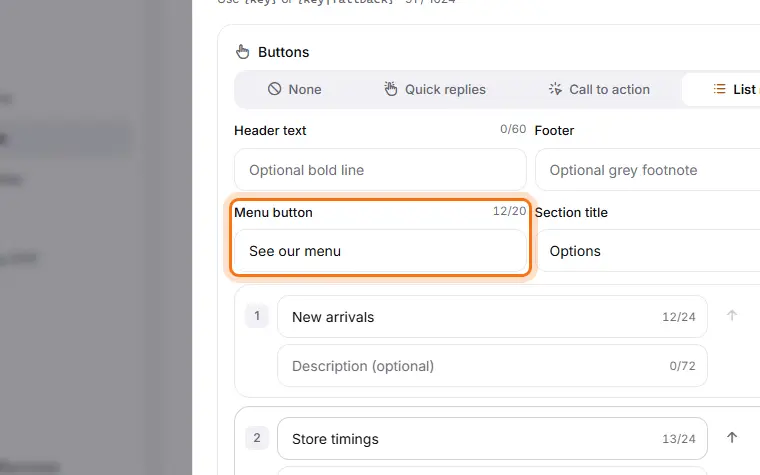 Buttons
None Quick replies Call to action List
Header text 0/60 Footer
Optional bold line Optional grey footnote
Menu button 12/20 Section title
See our menu Options
1 New arrivals 12/24 ↑
Description (optional) 0/72
2 Store timings 13/24 ↑